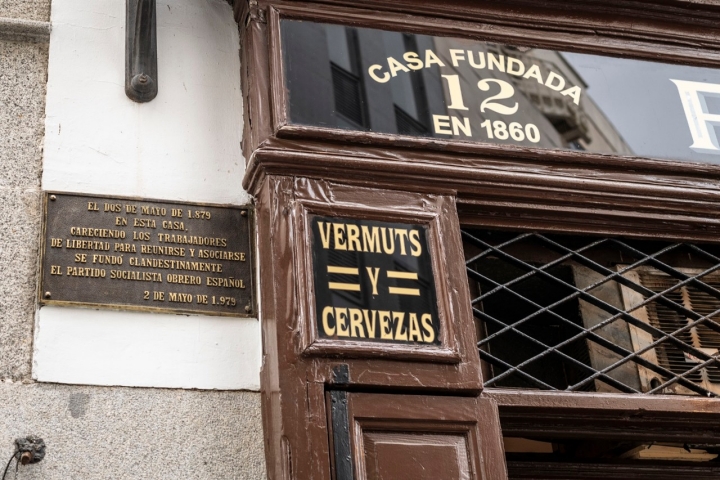 CASA FUNDADA
12
EN 1860
EL DOS DE MAYO DE 1.879
EN ESTA CASA,
CARECIENDO LOS TRABAJADORES
DE LIBERTAD PARA REUNIRSE Y ASOCIARSE
SE FUNDÓ CLANDESTINAMENTE
EL PARTIDO SOCIALISTA OBRERO ESPAÑOL
2 DE MAYO DE 1.979
VERMUTS
Y
CERVEZAS